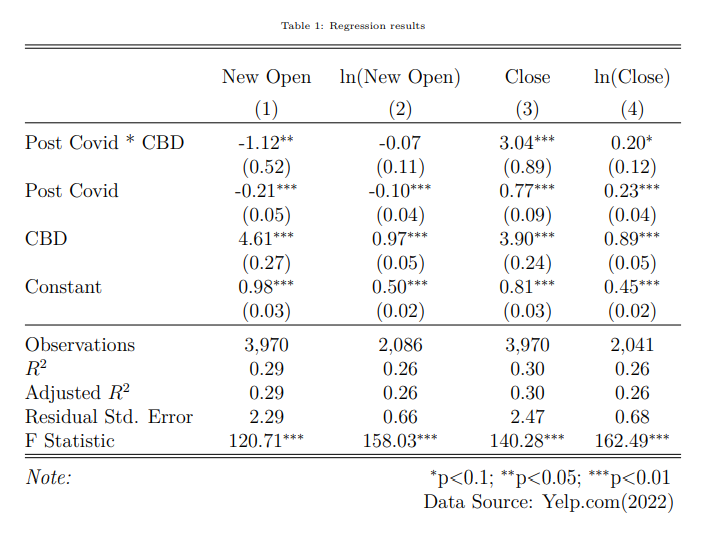 Table 1: Regression results
New Open ln(New Open) Close ln(Close)
(1) (2) (3) (4)
Post Covid * CBD -1.12** -0.07 3.04*** 0.20*
(0.52) (0.11) (0.89) (0.12)
Post Covid -0.21*** -0.10*** 0.77*** 0.23***
(0.05) (0.04) (0.09) (0.04)
CBD 4.61*** 0.97*** 3.90*** 0.89***
(0.27) (0.05) (0.24) (0.05)
Constant 0.98*** 0.50*** 0.81*** 0.45***
(0.03) (0.02) (0.03) (0.02)
Observations 3,970 2,086 3,970 2,041
R² 0.29 0.26 0.30 0.26
Adjusted R² 0.29 0.26 0.30 0.26
Residual Std. Error 2.29 0.66 2.47 0.68
F Statistic 120.71*** 158.03*** 140.28*** 162.49***
Note: *p<0.1; **p<0.05; ***p<0.01
Data Source: Yelp.com(2022)